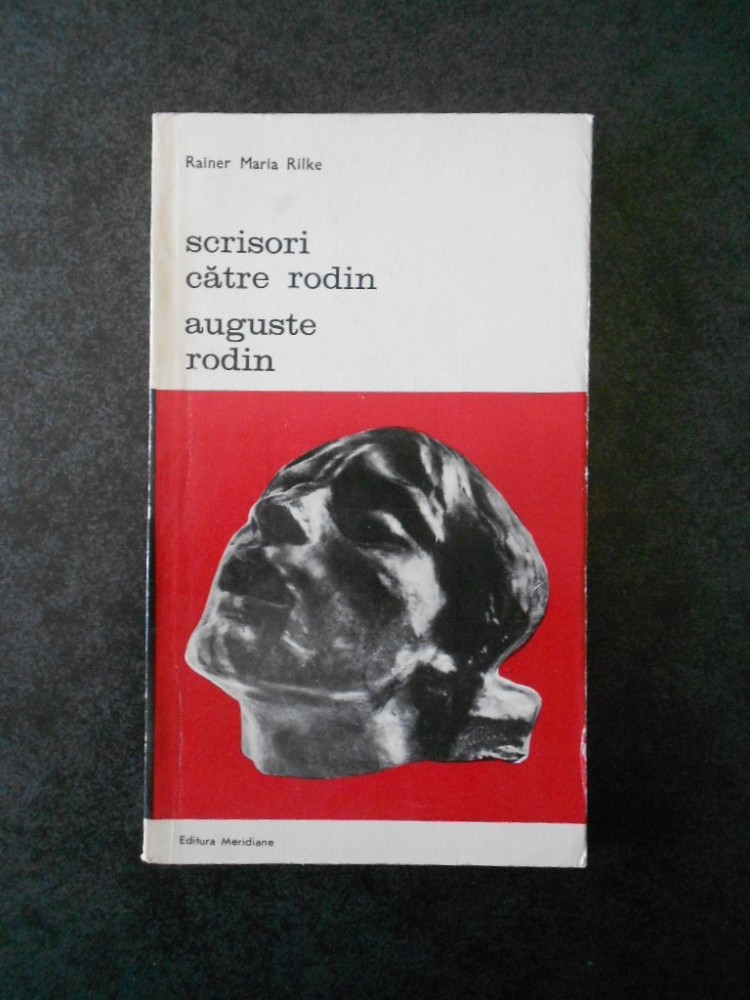 Rainer Maria Rilke
scrisori
către rodin
auguste
rodin
Editura Meridiane